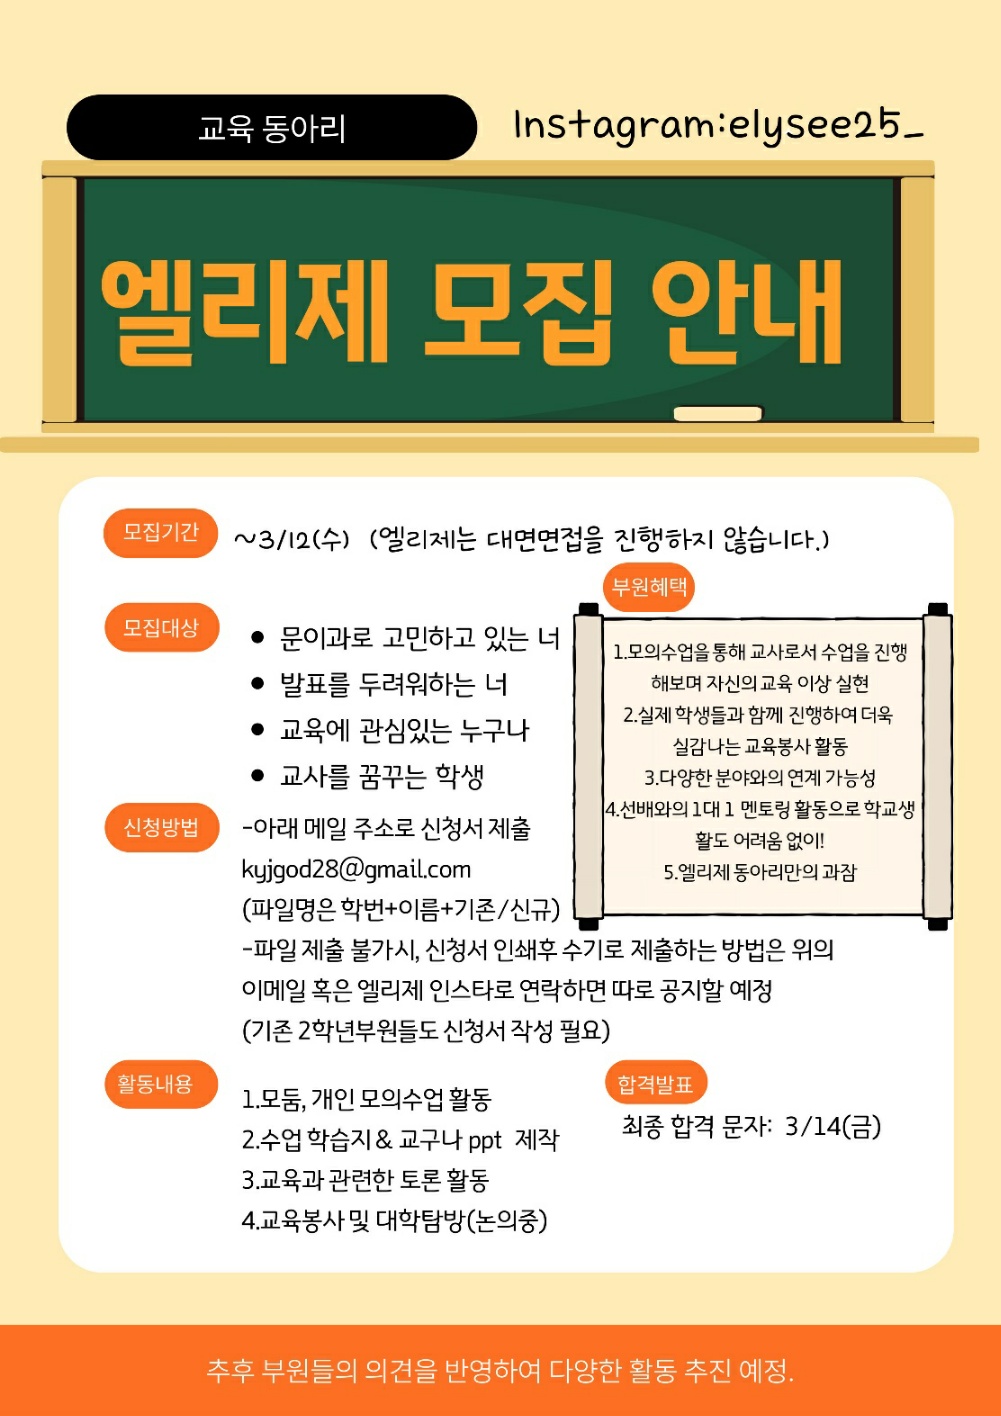 교육 동아리
Instagram:elysee25_
엘리제 모집 안내
모집기간
~3/12(수) (엘리제는 대면면접을 진행하지 않습니다.)
모집대상
문이과로 고민하고 있는 너
발표를 두려워하는 너
교육에 관심있는 누구나
교사를 꿈꾸는 학생
부원혜택
1.모의수업을 통해 교사로서 수업을 진행
해보며 자신의 교육 이상 실현
2.실제 학생들과 함께 진행하여 더욱
실감나는 교육봉사 활동
3.다양한 분야와의 연계 가능성
4.선배와의 1대 1 멘토링 활동으로 학교생
활도 어려움 없이!
5.엘리제 동아리만의 과잠
신청방법
-아래 메일 주소로 신청서 제출
kyjgod28@gmail.com
(파일명은 학번+이름+기존/신규)
-파일 제출 불가시, 신청서 인쇄후 수기로 제출하는 방법은 위의
이메일 혹은 엘리제 인스타로 연락하면 따로 공지할 예정
(기존 2학년부원들도 신청서 작성 필요)
활동내용
1.모둠, 개인 모의수업 활동
2.수업 학습지 & 교구나 ppt 제작
3.교육과 관련한 토론 활동
4.교육봉사 및 대학탐방(논의중)
합격발표
최종 합격 문자: 3/14(금)
추후 부원들의 의견을 반영하여 다양한 활동 추진 예정.